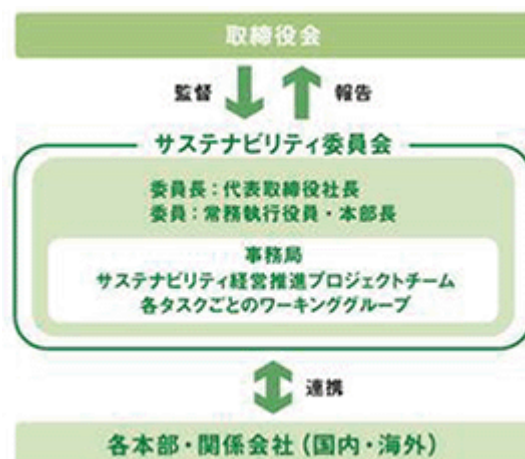 取締役会
監督
報告
サステナビリティ委員会
委員長：代表取締役社長
委員：常務執行役員・本部長
事務局
サステナビリティ経営推進プロジェクトチーム
各タスクごとのワーキンググループ
連携
各本部・関係会社（国内・海外）